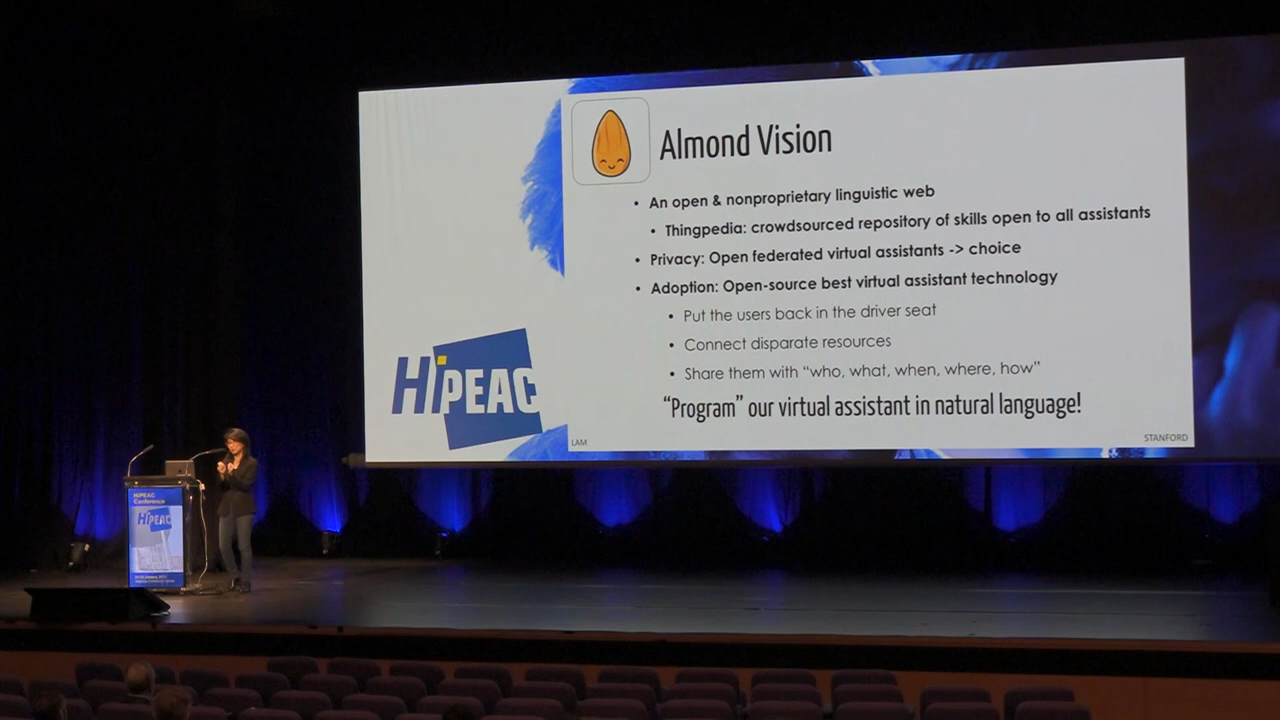 Almond Vision
• An open & nonproprietary linguistic web
• Thingpedia: crowdsourced repository of skills open to all assistants
• Privacy: Open federated virtual assistants -> choice
• Adoption: Open-source best virtual assistant technology
• Put the users back in the driver seat
• Connect disparate resources
• Share them with “who, what, when, where, how”
“Program” our virtual assistant in natural language!
LAM
STANFORD
HiPEAC
HiPEAC
Conference
HiPEAC